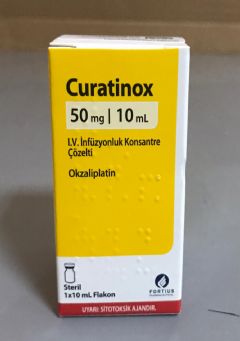 Curatinox
50 mg | 10 mL
I.V. İnfüzyonluk Konsantre
Çözelti
Okzaliplatin
Steril
1x10 mL Flakon
FORTIUS
UYARI: SİTOTOKSİK AJANDIR.